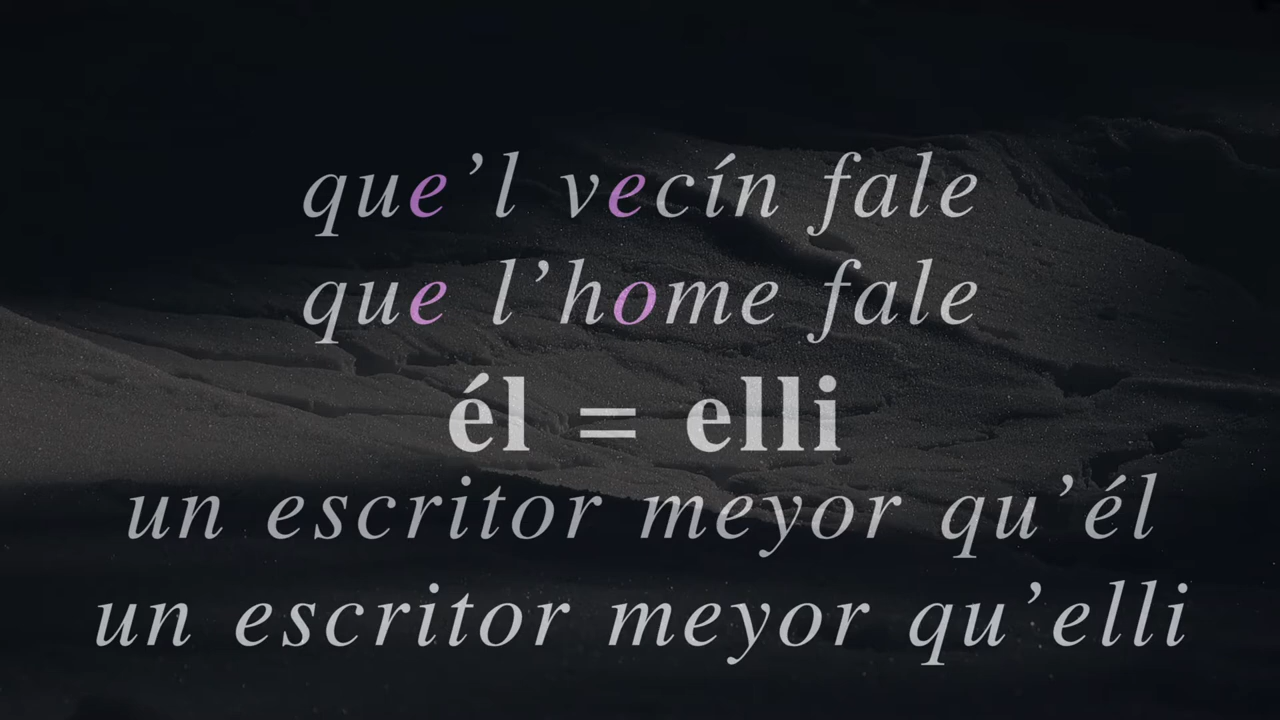 que’l vecín fale
que l’home fale
él = elli
un escritor meyor qu’él
un escritor meyor qu’elli